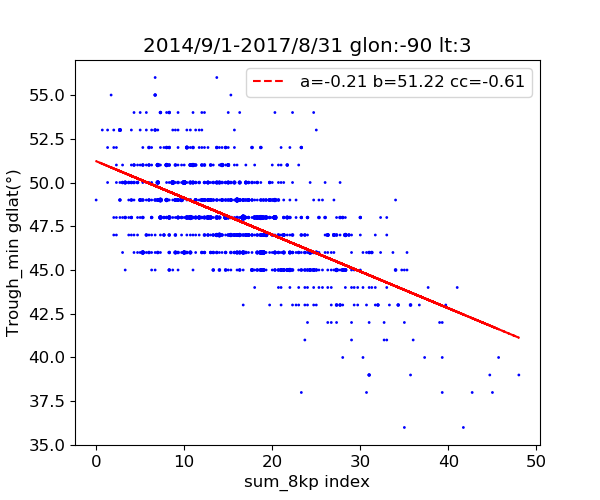 2014/9/1-2017/8/31 glon:-90 lt:3
a=-0.21 b=51.22 cc=-0.61
Trough_min gdlat(°)
55.0
52.5
50.0
47.5
45.0
42.5
40.0
37.5
35.0
0 10 20 30 40 50
sum_8kp index